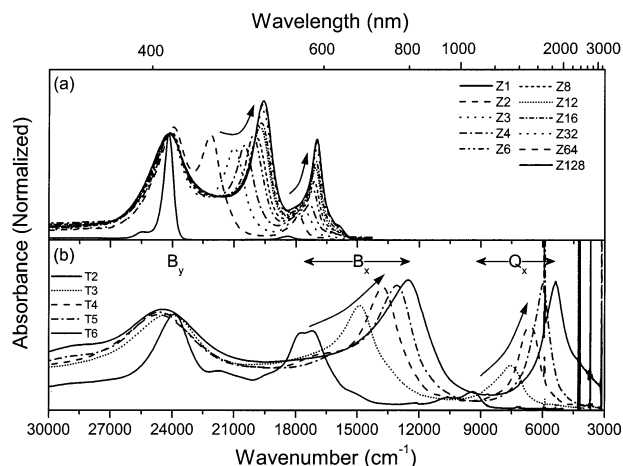 Wavelength (nm)
400 600 800 1000 2000 3000
(a)
Z1 Z8
Z2 Z12
Z3 Z16
Z4 Z32
Z6 Z64
Z128
Absorbance (Normalized)
(b)
By Bx Qx
T2
T3
T4
T5
T6
30000 27000 24000 21000 18000 15000 12000 9000 6000 3000
Wavenumber (cm-1)